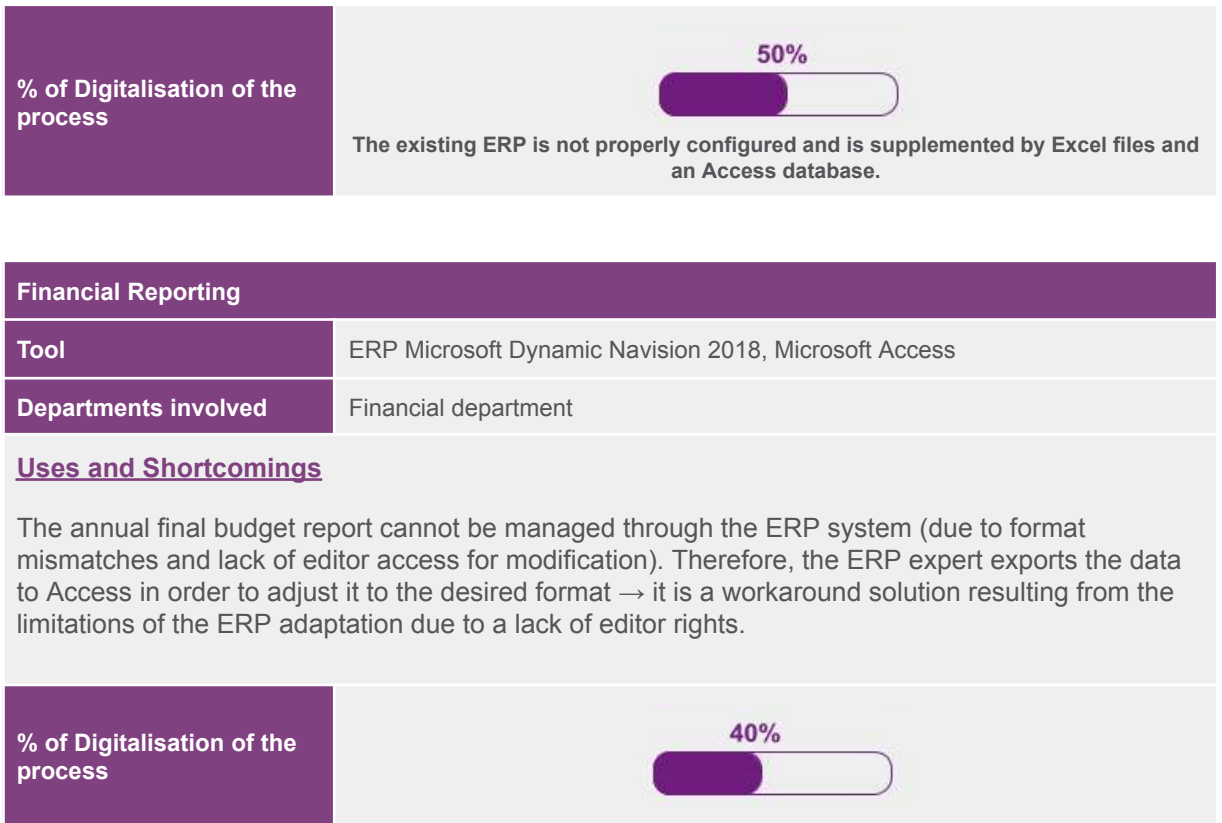 50%
% of Digitalisation of the
process
The existing ERP is not properly configured and is supplemented by Excel files and
an Access database.
Financial Reporting
Tool
ERP Microsoft Dynamic Navision 2018, Microsoft Access
Departments involved
Financial department
Uses and Shortcomings
The annual final budget report cannot be managed through the ERP system (due to format
mismatches and lack of editor access for modification). Therefore, the ERP expert exports the data
to Access in order to adjust it to the desired format → it is a workaround solution resulting from the
limitations of the ERP adaptation due to a lack of editor rights.
% of Digitalisation of the
process
40%